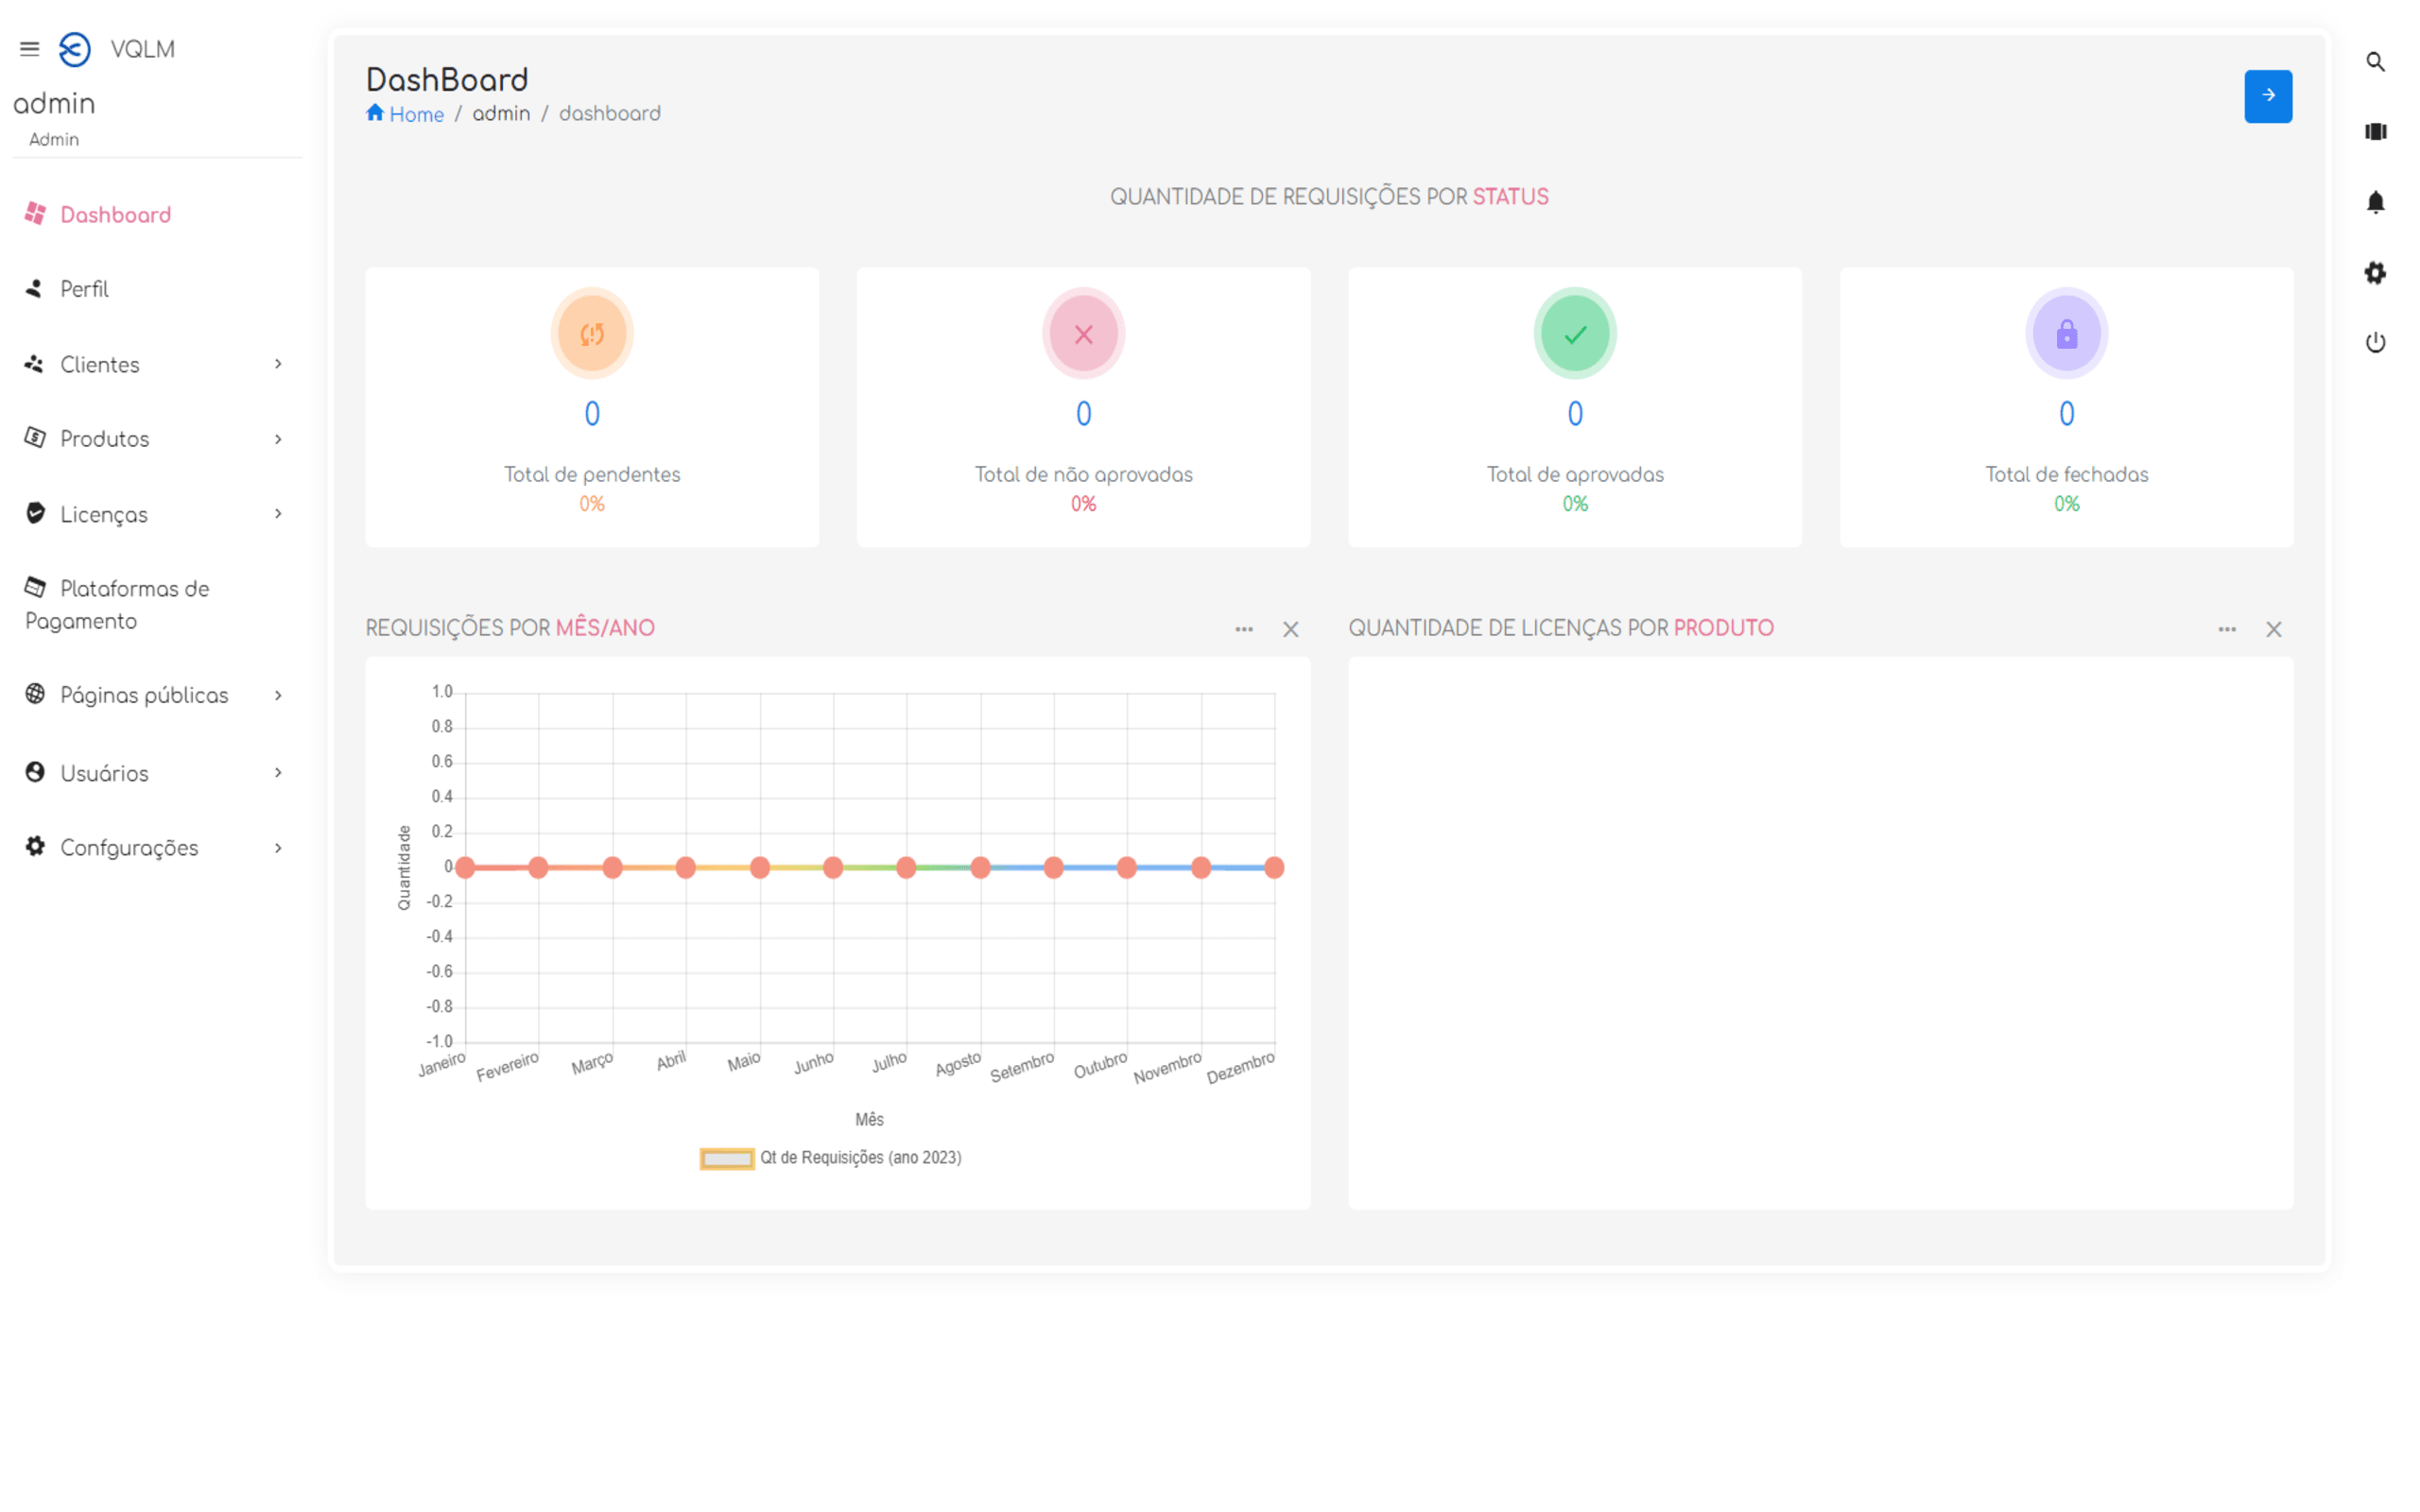 VQLM
admin
Admin
Dashboard
Perfil
Clientes
Produtos
Licenças
Plataformas de
Pagamento
Páginas públicas
Usuários
Confgurações
DashBoard
Home / admin / dashboard
QUANTIDADE DE REQUISIÇÕES POR STATUS
0
Total de pendentes
0%
0
Total de não aprovadas
0%
0
Total de aprovadas
0%
0
Total de fechadas
0%
REQUISIÇÕES POR MÊS/ANO
Quantidade
1.0
0.8
0.6
0.4
0.2
0
-0.2
-0.4
-0.6
-0.8
-1.0
Janeiro
Fevereiro
Março
Abril
Maio
Junho
Julho
Agosto
Setembro
Outubro
Novembro
Dezembro
Mês
Qt de Requisições (ano 2023)
QUANTIDADE DE LICENÇAS POR PRODUTO